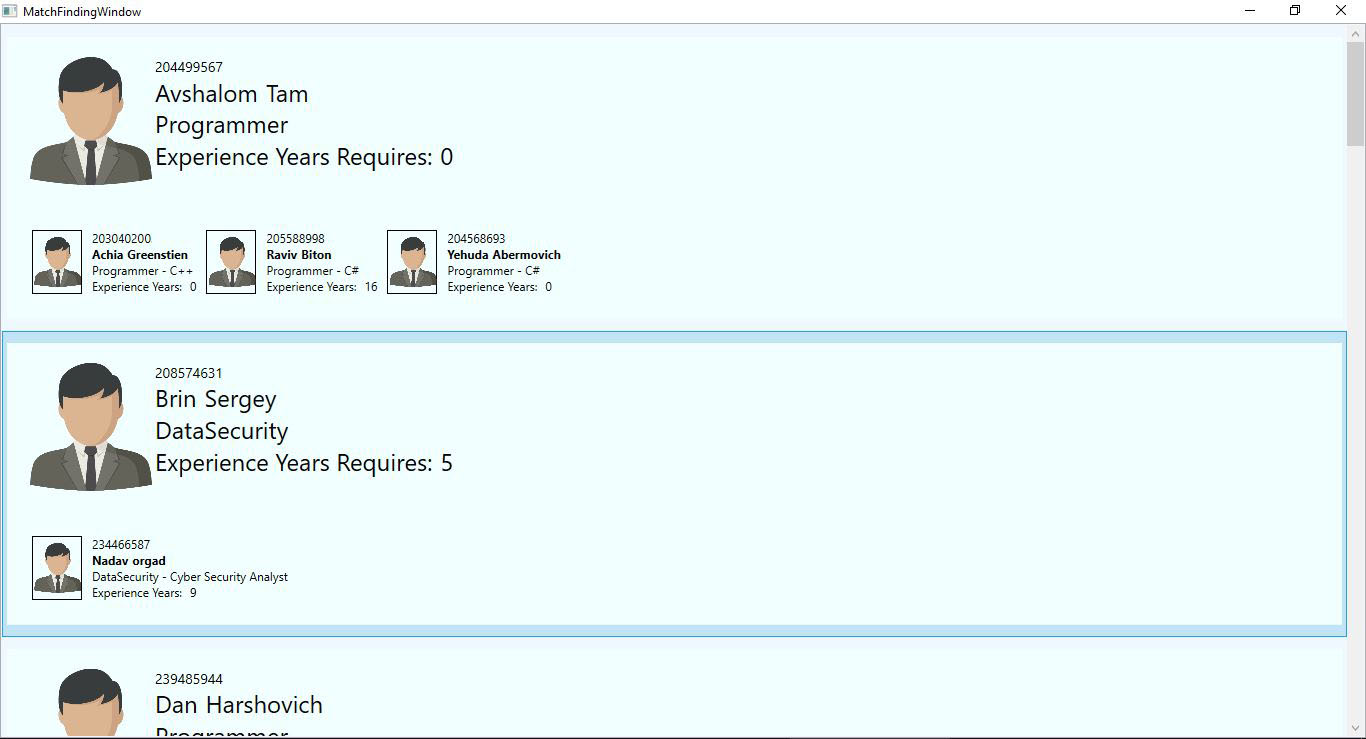 MatchFindingWindow
204499567
Avshalom Tam
Programmer
Experience Years Requires: 0
203040200
Achia Greenstien
Programmer - C++
Experience Years: 0
205588998
Raviv Biton
Programmer - C#
Experience Years: 16
204568693
Yehuda Abermovich
Programmer - C#
Experience Years: 0
208574631
Brin Sergey
DataSecurity
Experience Years Requires: 5
234466587
Nadav orgad
DataSecurity - Cyber Security Analyst
Experience Years: 9
239485944
Dan Harshovich
Programmer